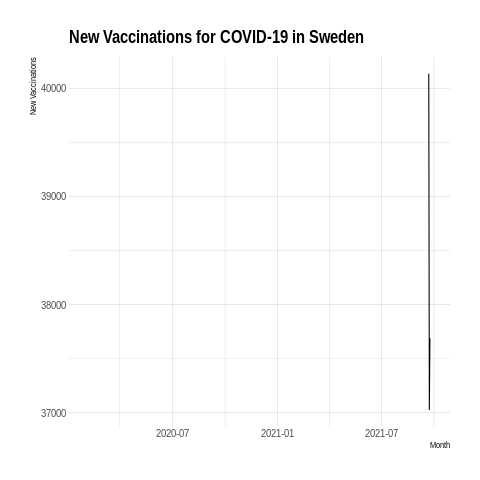 New Vaccinations for COVID-19 in Sweden
New Vaccinations
40000
39000
38000
37000
2020-07
2021-01
2021-07
Month